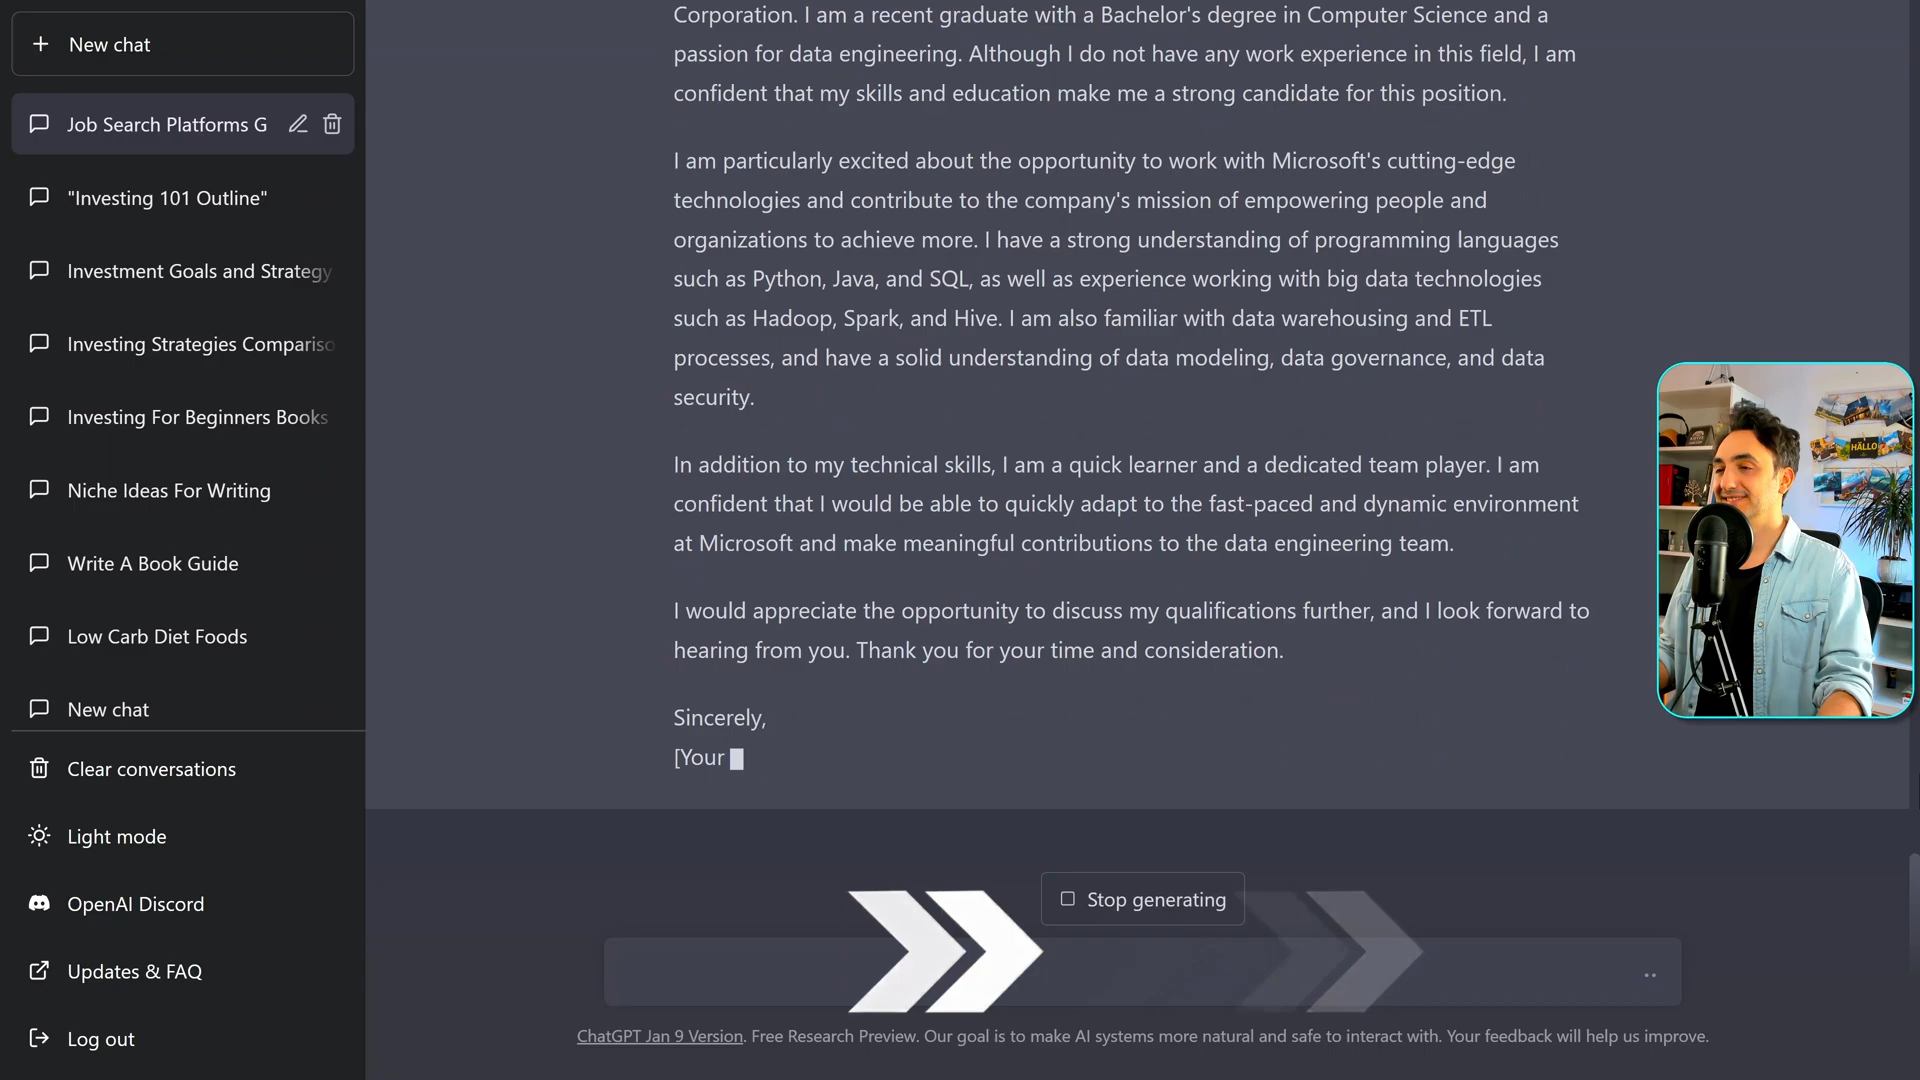 New chat
Job Search Platforms G
"Investing 101 Outline"
Investment Goals and Strategy
Investing Strategies Compariso
Investing For Beginners Books
Niche Ideas For Writing
Write A Book Guide
Low Carb Diet Foods
New chat
Clear conversations
Light mode
OpenAI Discord
Updates & FAQ
Log out
Corporation. I am a recent graduate with a Bachelor's degree in Computer Science and a
passion for data engineering. Although I do not have any work experience in this field, I am
confident that my skills and education make me a strong candidate for this position.
I am particularly excited about the opportunity to work with Microsoft's cutting-edge
technologies and contribute to the company's mission of empowering people and
organizations to achieve more. I have a strong understanding of programming languages
such as Python, Java, and SQL, as well as experience working with big data technologies
such as Hadoop, Spark, and Hive. I am also familiar with data warehousing and ETL
processes, and have a solid understanding of data modeling, data governance, and data
security.
In addition to my technical skills, I am a quick learner and a dedicated team player. I am
confident that I would be able to quickly adapt to the fast-paced and dynamic environment
at Microsoft and make meaningful contributions to the data engineering team.
I would appreciate the opportunity to discuss my qualifications further, and I look forward to
hearing from you. Thank you for your time and consideration.
Sincerely,
[Your
HÄLLO
Stop generating
ChatGPT Jan 9 Version. Free Research Preview. Our goal is to make AI systems more natural and safe to interact with. Your feedback will help us improve.